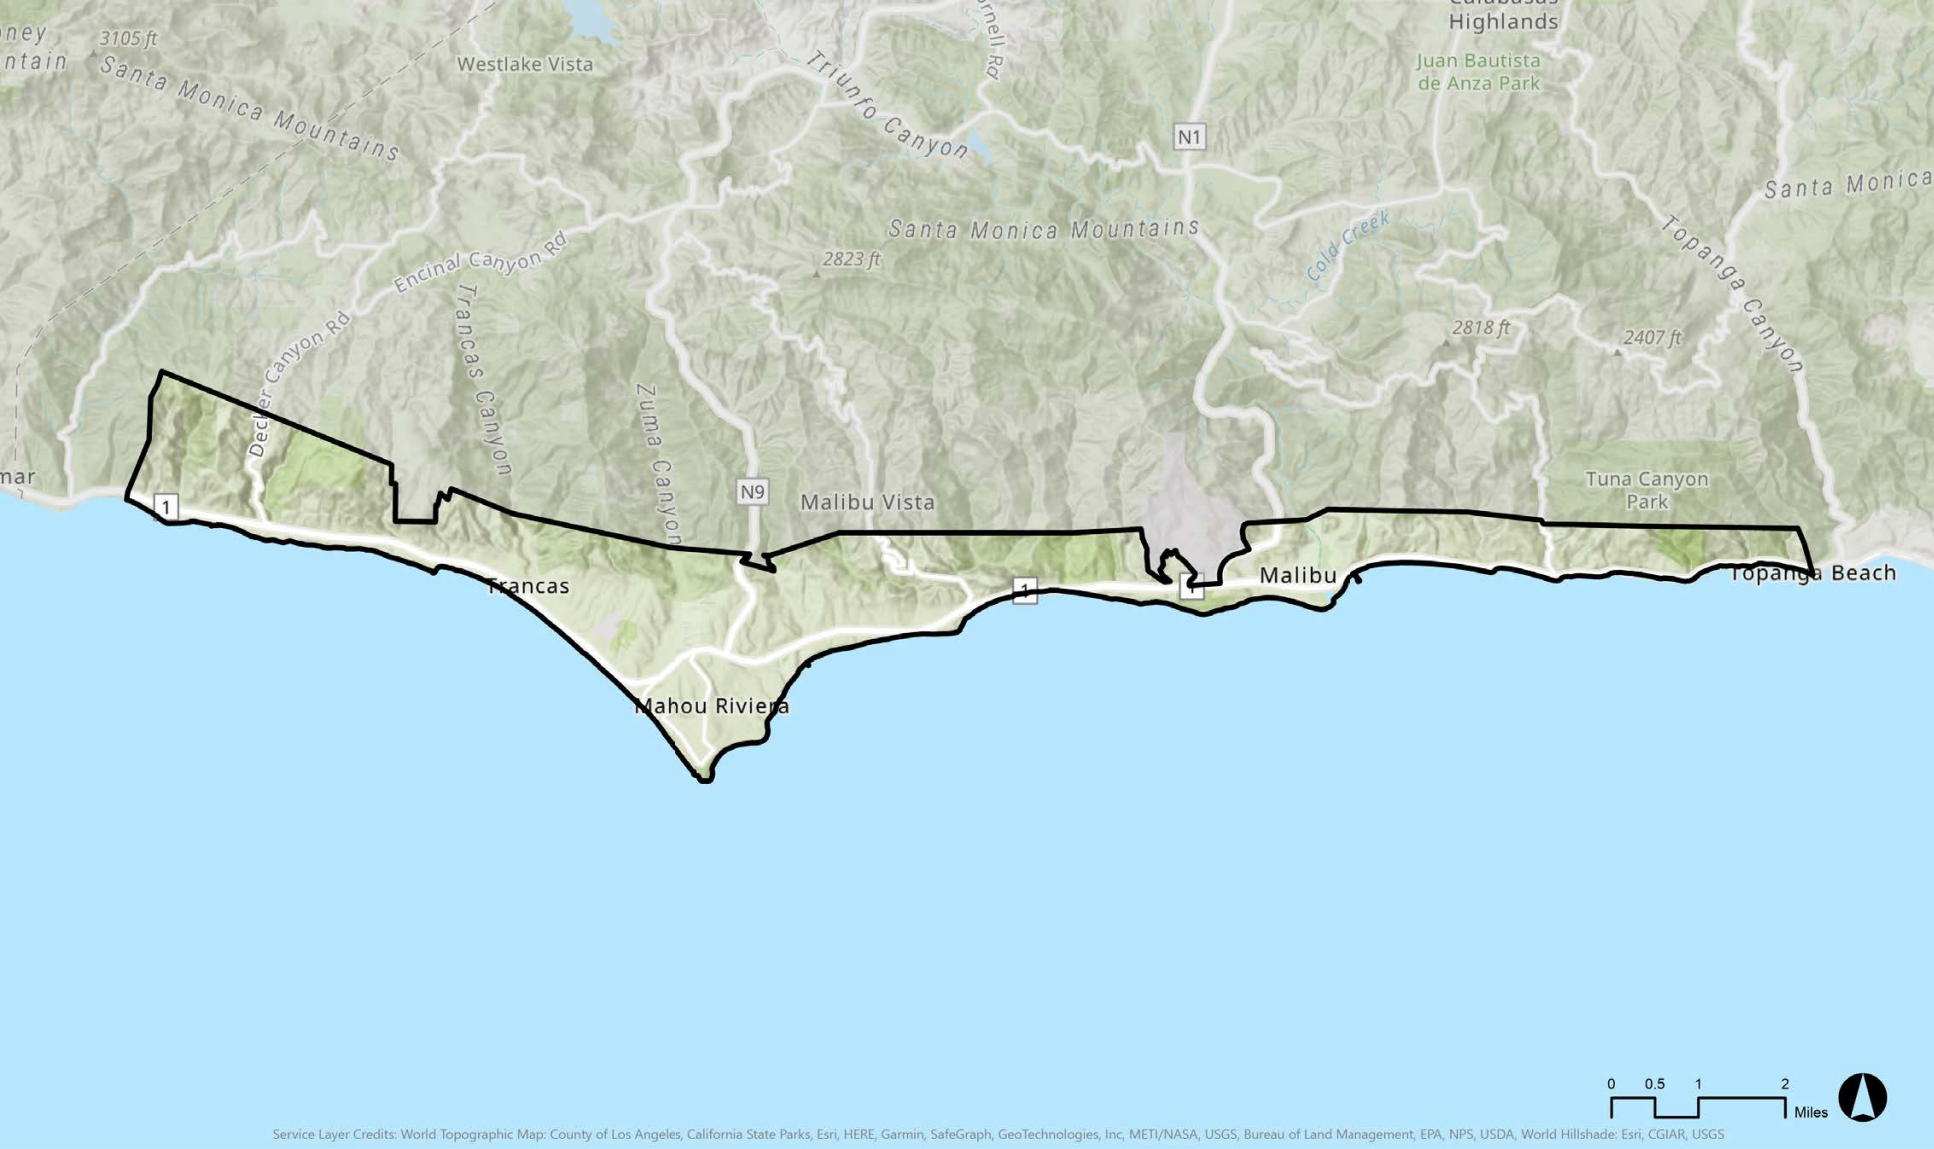 Highlands
3105 ft
Santa Monica Mountains
Westlake Vista
Triunfo Canyon
Juan Bautista
de Anza Park
N1
Santa Monica
Santa Monica Mountains
Cold Creek
Topanga Canyon
Encinal Canyon Rd
2823 ft
Trancas Canyon
Decker Canyon Rd
2818 ft
2407 ft
Zuma Canyon
mar
1
N9
Malibu Vista
Tuna Canyon
Park
Trancas
1
1
Malibu
Topanga Beach
Mahou Riviera
0 0.5 1 2
Miles
Service Layer Credits: World Topographic Map: County of Los Angeles, California State Parks, Esri, HERE, Garmin, SafeGraph, GeoTechnologies, Inc, METI/NASA, USGS, Bureau of Land Management, EPA, NPS, USDA, World Hillshade: Esri, CGIAR, USGS